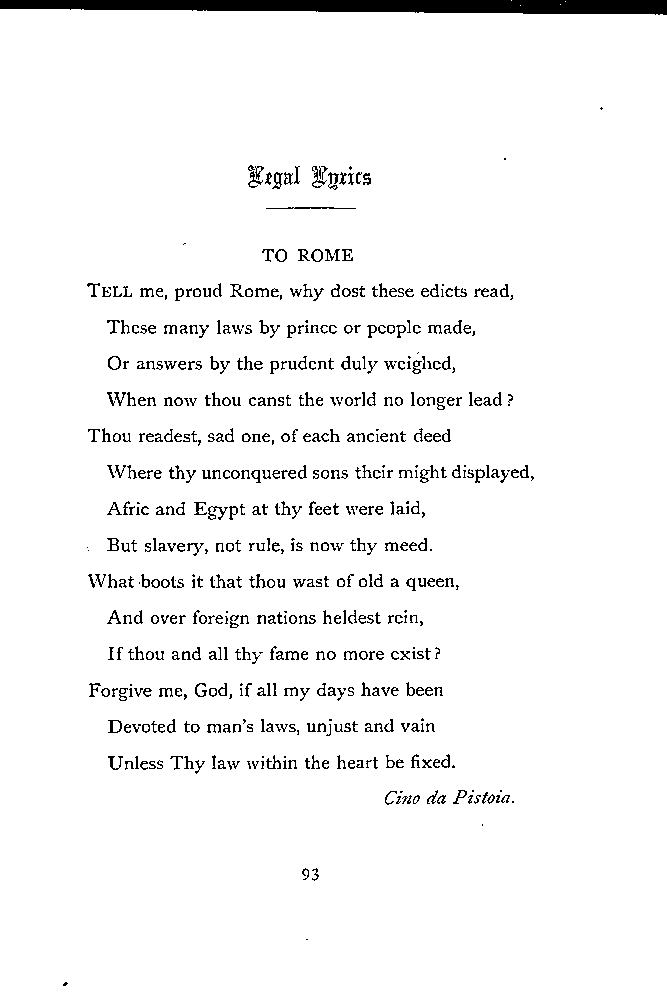 Legal Lyrics
TO ROME
TELL me, proud Rome, why dost these edicts read,
These many laws by prince or people made,
Or answers by the prudent duly weighed,
When now thou canst the world no longer lead?
Thou readest, sad one, of each ancient deed
Where thy unconquered sons their might displayed,
Afric and Egypt at thy feet were laid,
But slavery, not rule, is now thy meed.
What boots it that thou wast of old a queen,
And over foreign nations heldest rein,
If thou and all thy fame no more exist?
Forgive me, God, if all my days have been
Devoted to man's laws, unjust and vain
Unless Thy law within the heart be fixed.
Cino da Pistoia.
93